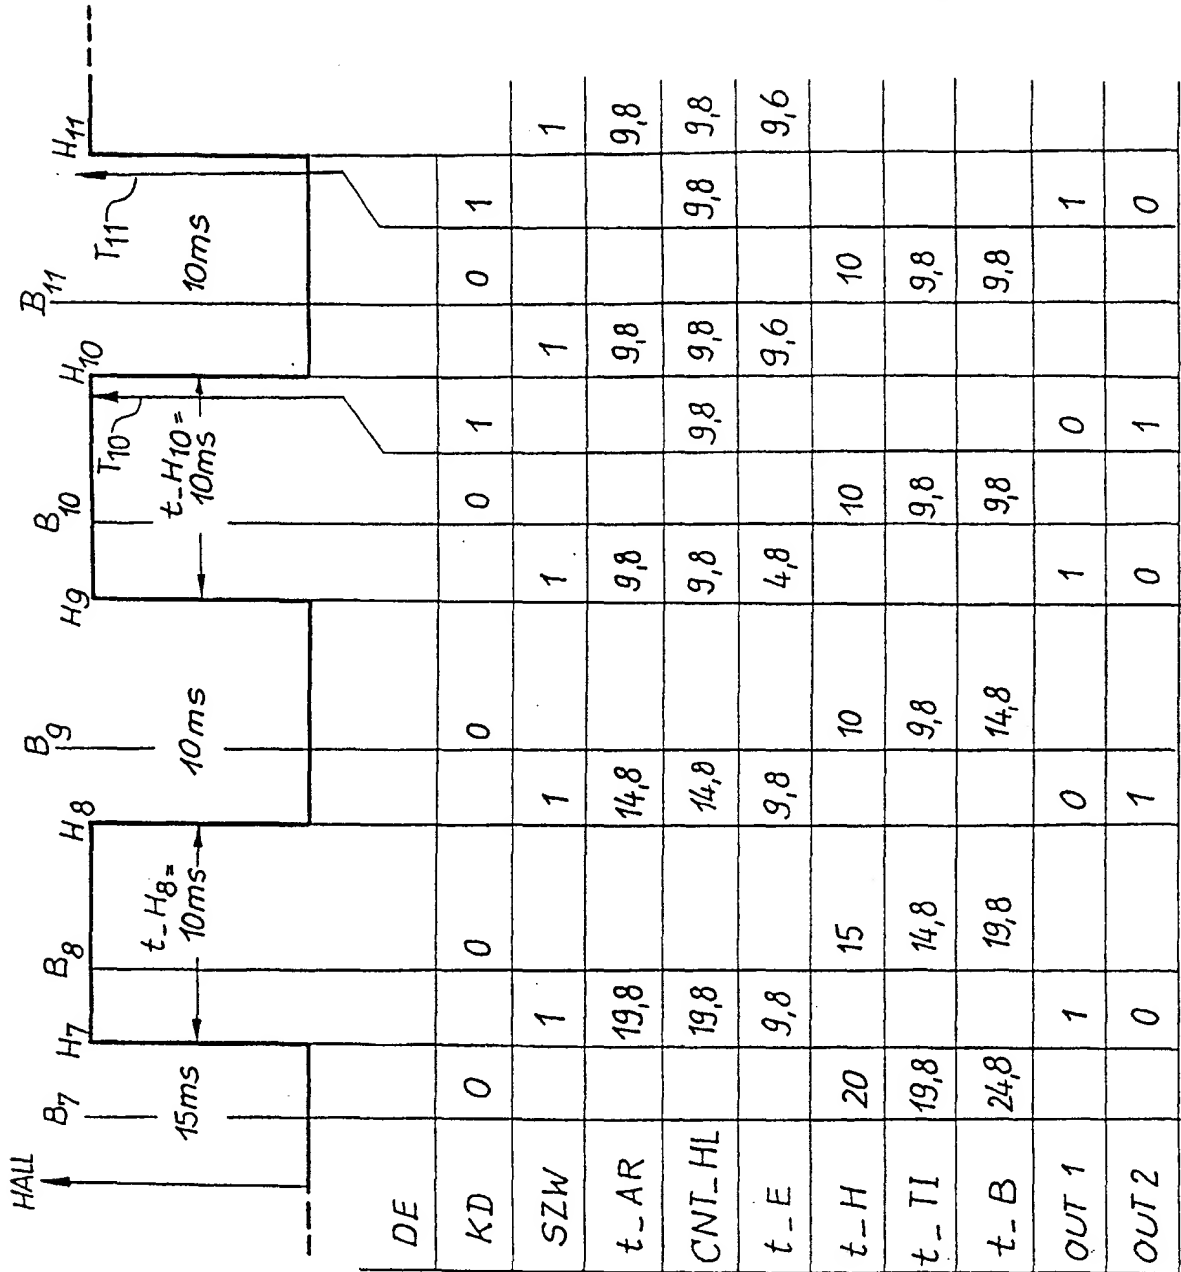 HALL B7 H7 B8 H8 B9 H9 B10 H10 B11 H11
T10 T11
t_H8= t_H10=
15ms 10ms 10ms 10ms 10ms
DE
KD 0 0 0 0 1 0 1
SZW 1 1 1 1 1
t_AR 19,8 14,8 9,8 9,8 9,8
CNT_HL 19,8 14,8 9,8 9,8 9,8 9,8 9,8
t_E 9,8 9,8 4,8 9,6 9,6
t_H 20 15 10 10 10
t_TI 19,8 14,8 9,8 9,8 9,8
t_B 24,8 19,8 14,8 9,8 9,8
OUT 1 1 0 1 0 1
OUT 2 0 1 0 1 0